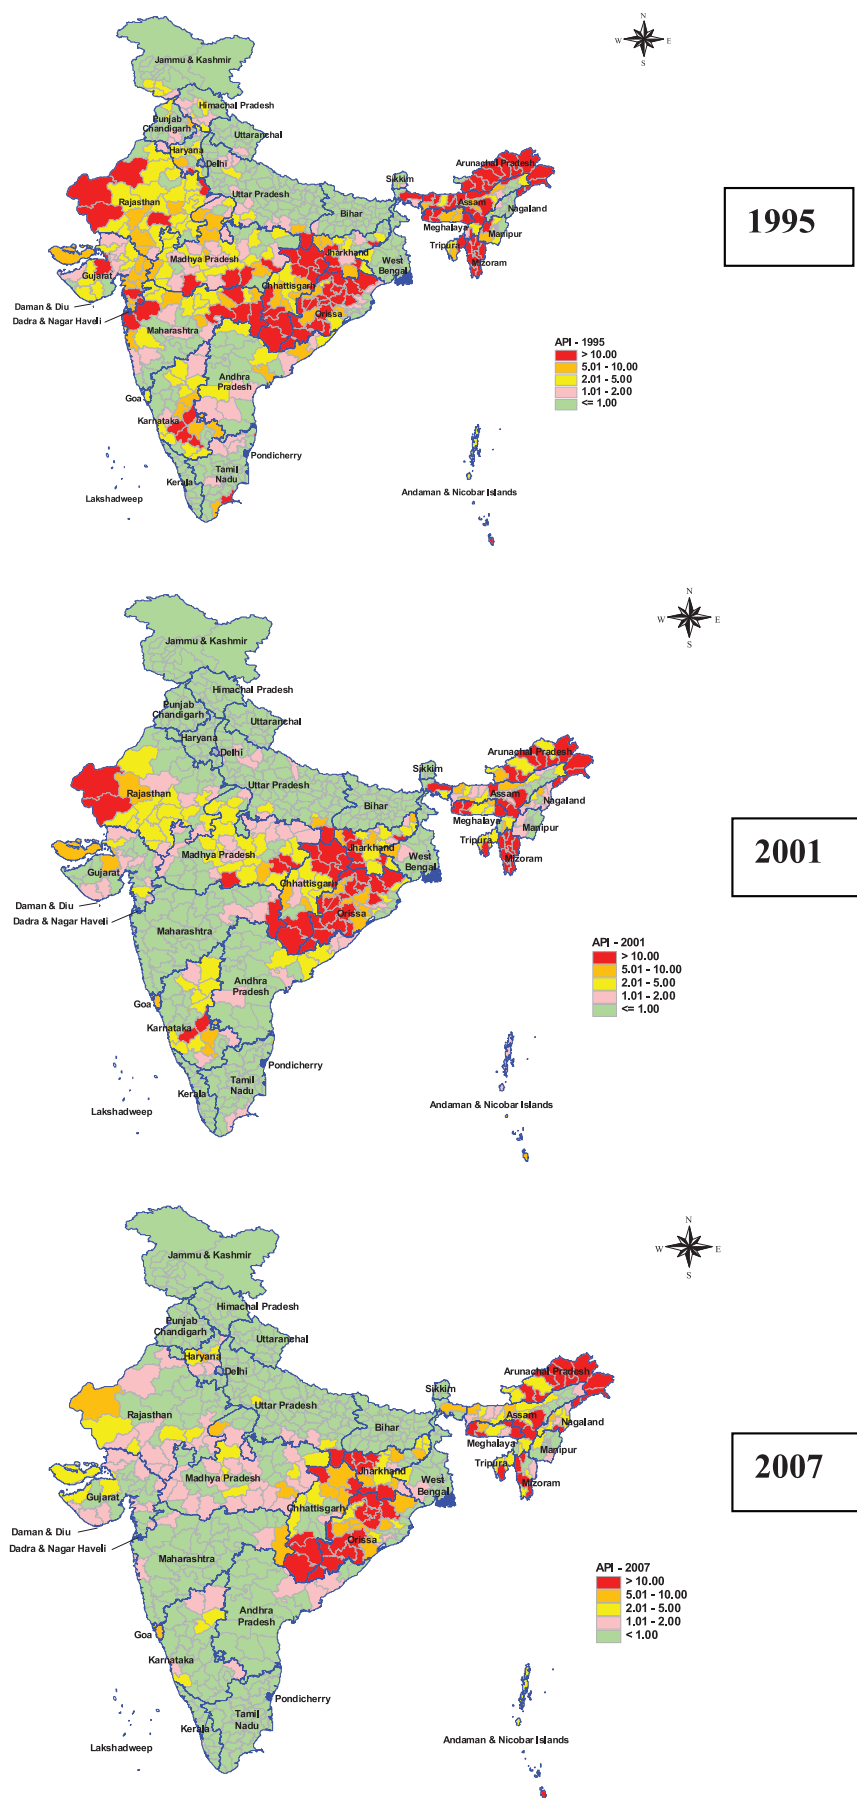 N
W E
S
Jammu & Kashmir
Himachal Pradesh
Punjab
Chandigarh
Uttaranchal
Haryana
Delhi
Arunachal Pradesh
Sikkim
Rajasthan
Uttar Pradesh
Assam
Nagaland
Bihar
Meghalaya
Manipur
Tripura
Jharkhand
West
Bengal
Mizoram
Gujarat
Madhya Pradesh
Chhattisgarh
Daman & Diu
Dadra & Nagar Haveli
Orissa
Maharashtra
Andhra
Pradesh
Goa
Karnataka
Pondicherry
Tamil
Nadu
Kerala
Lakshadweep
Andaman & Nicobar Islands
1995
API - 1995
> 10.00
5.01 - 10.00
2.01 - 5.00
1.01 - 2.00
<= 1.00
N
W E
S
Jammu & Kashmir
Himachal Pradesh
Punjab
Chandigarh
Uttaranchal
Haryana
Delhi
Arunachal Pradesh
Sikkim
Uttar Pradesh
Rajasthan
Assam
Nagaland
Bihar
Meghalaya
Manipur
Tripura
Jharkhand
Madhya Pradesh
West
Bengal
Mizoram
Gujarat
Chhattisgarh
Daman & Diu
Dadra & Nagar Haveli
Orissa
Maharashtra
Andhra
Pradesh
Goa
Karnataka
Pondicherry
Tamil
Nadu
Kerala
Lakshadweep
Andaman & Nicobar Islands
2001
API - 2001
> 10.00
5.01 - 10.00
2.01 - 5.00
1.01 - 2.00
<= 1.00
N
W E
S
Jammu & Kashmir
Himachal Pradesh
Punjab
Chandigarh
Uttaranchal
Haryana
Delhi
Arunachal Pradesh
Sikkim
Uttar Pradesh
Rajasthan
Assam
Nagaland
Bihar
Meghalaya
Manipur
Tripura
Jharkhand
Madhya Pradesh
West
Bengal
Mizoram
Gujarat
Chhattisgarh
Daman & Diu
Dadra & Nagar Haveli
Orissa
Maharashtra
Andhra
Pradesh
Goa
Karnataka
Pondicherry
Tamil
Nadu
Kerala
Lakshadweep
Andaman & Nicobar Islands
2007
API - 2007
> 10.00
5.01 - 10.00
2.01 - 5.00
1.01 - 2.00
< 1.00